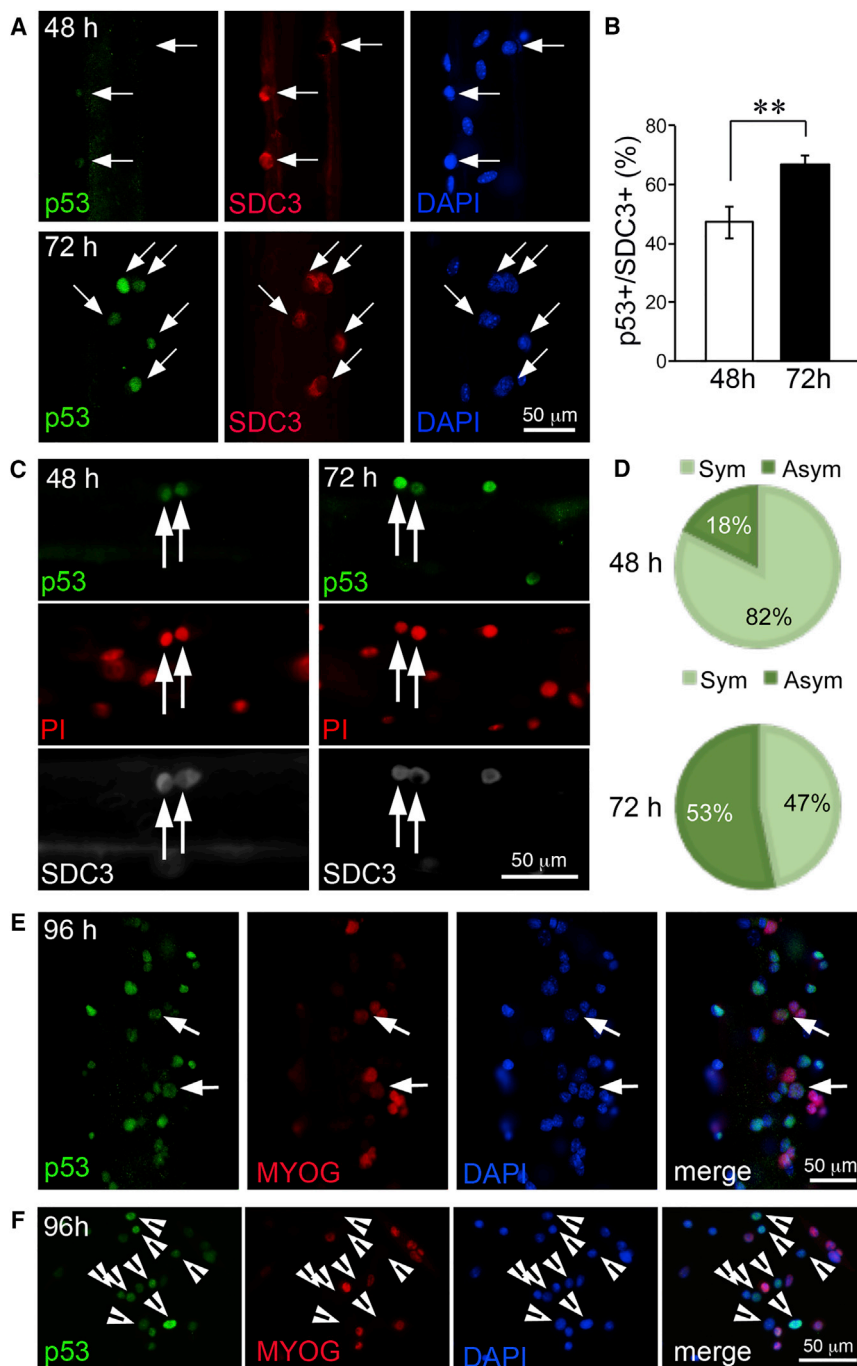 A
48 h
p53
SDC3
DAPI
72 h
p53
SDC3
DAPI
50 μm
B
**
p53+/SDC3+ (%)
80
60
40
20
0
48h
72h
C
48 h
p53
72 h
p53
PI
PI
SDC3
SDC3
50 μm
D
Sym
Asym
48 h
18%
82%
Sym
Asym
72 h
53%
47%
E
96 h
p53
MYOG
DAPI
merge
50 μm
F
96h
p53
MYOG
DAPI
merge
50 μm